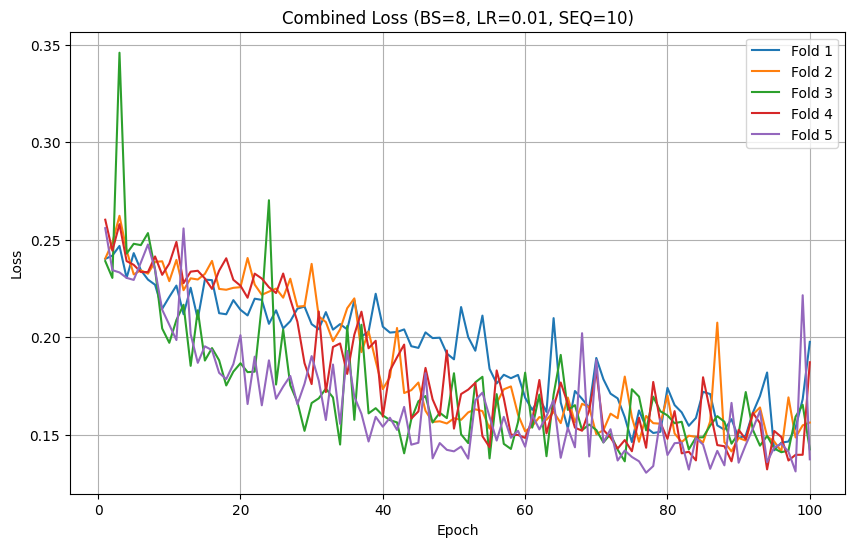 Combined Loss (BS=8, LR=0.01, SEQ=10)
Fold 1
Fold 2
Fold 3
Fold 4
Fold 5
Loss
0.35
0.30
0.25
0.20
0.15
0 20 40 60 80 100
Epoch